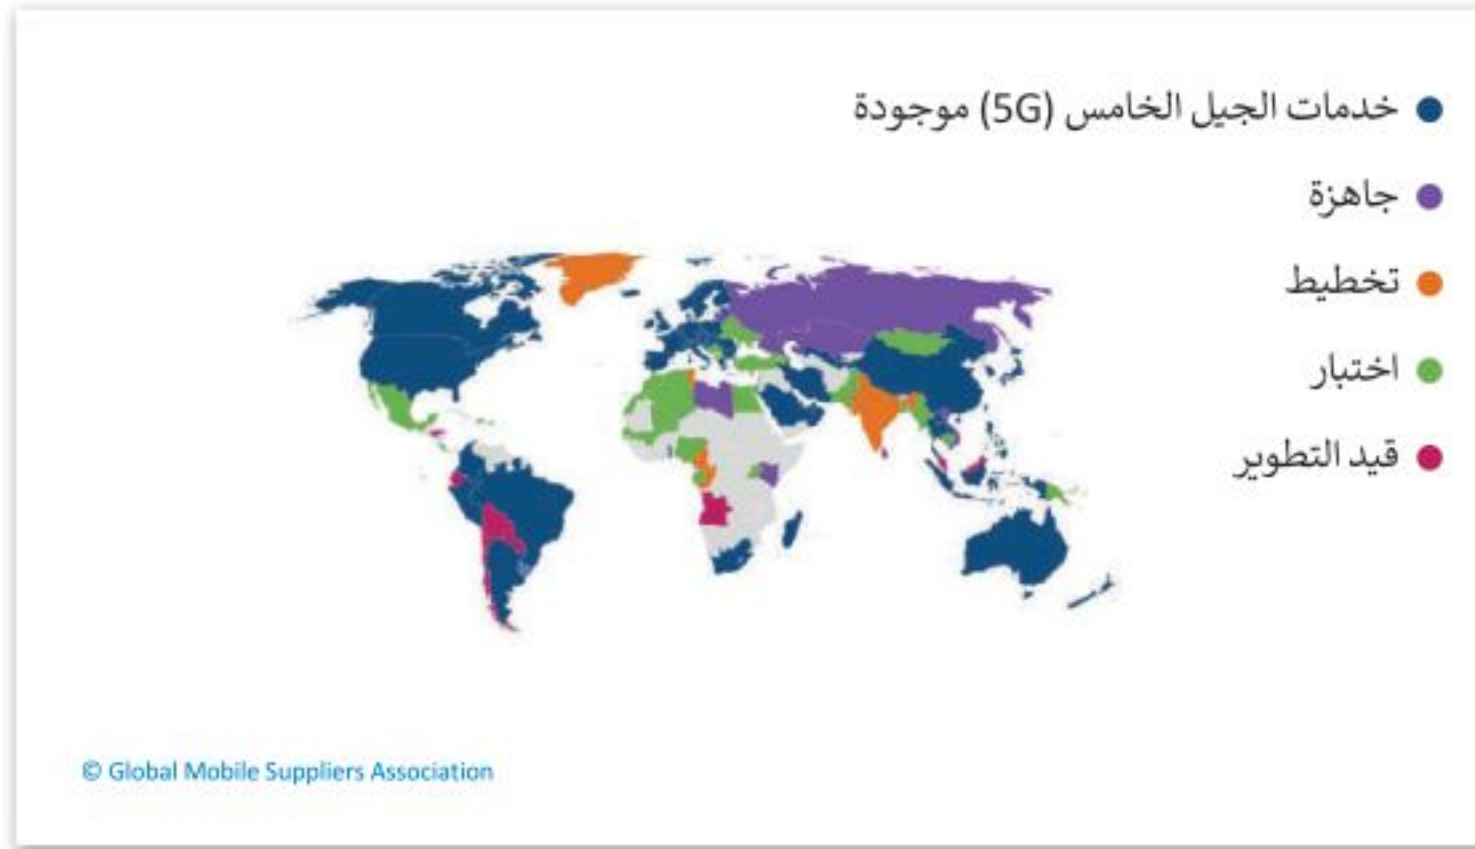 خدمات الجيل الخامس (5G) موجودة
جاهزة
تخطيط
اختبار
قيد التطوير
© Global Mobile Suppliers Association